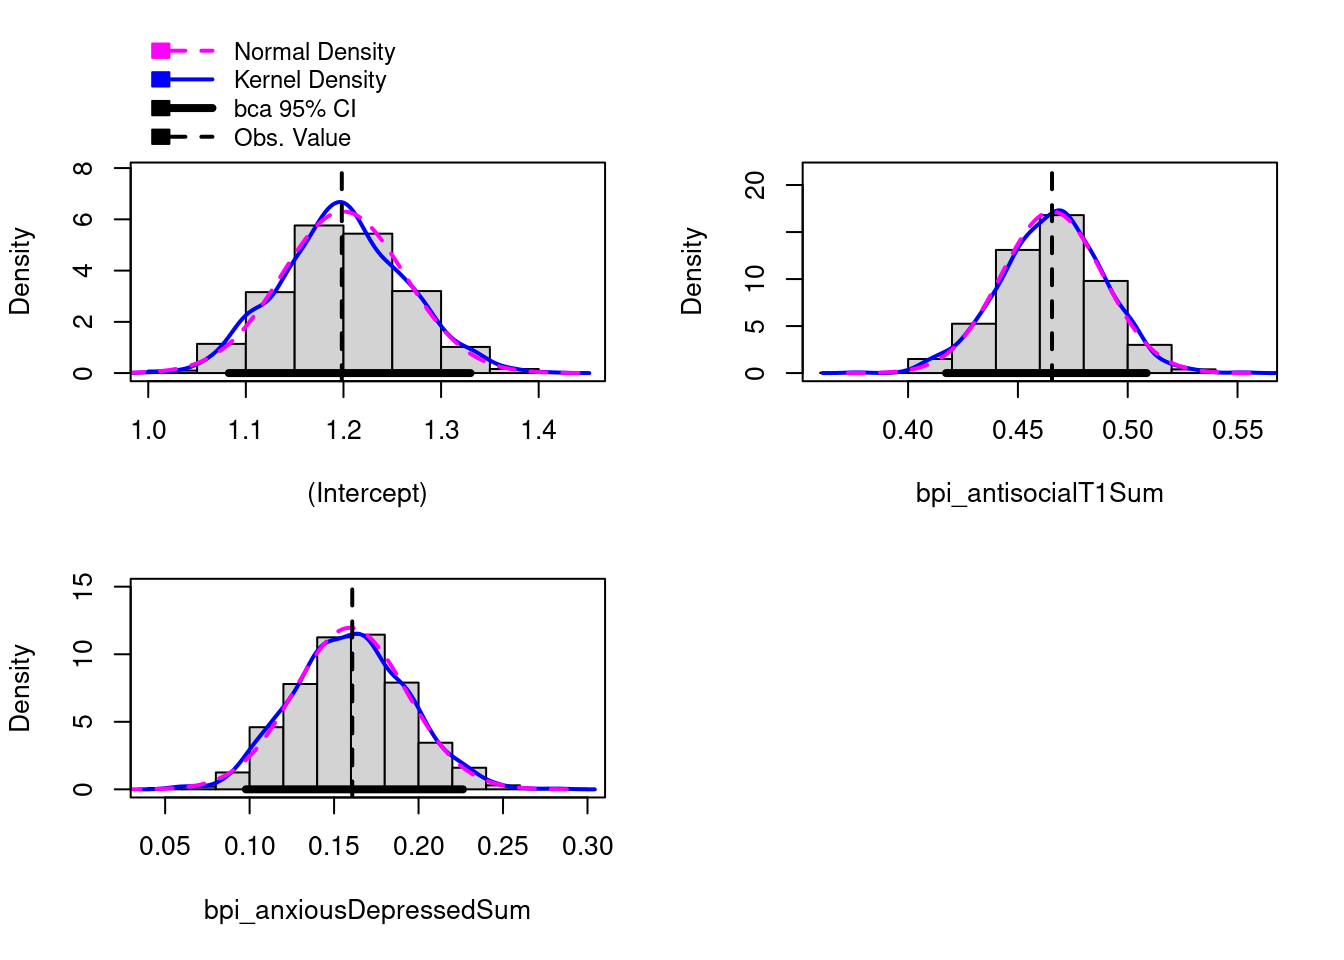 Normal Density
Kernel Density
bca 95% CI
Obs. Value
Density
8
6
4
2
0
1.0 1.1 1.2 1.3 1.4
(Intercept)
Density
20
10
5
0
0.40 0.45 0.50 0.55
bpi_antisocialT1Sum
Density
15
10
5
0
0.05 0.10 0.15 0.20 0.25 0.30
bpi_anxiousDepressedSum